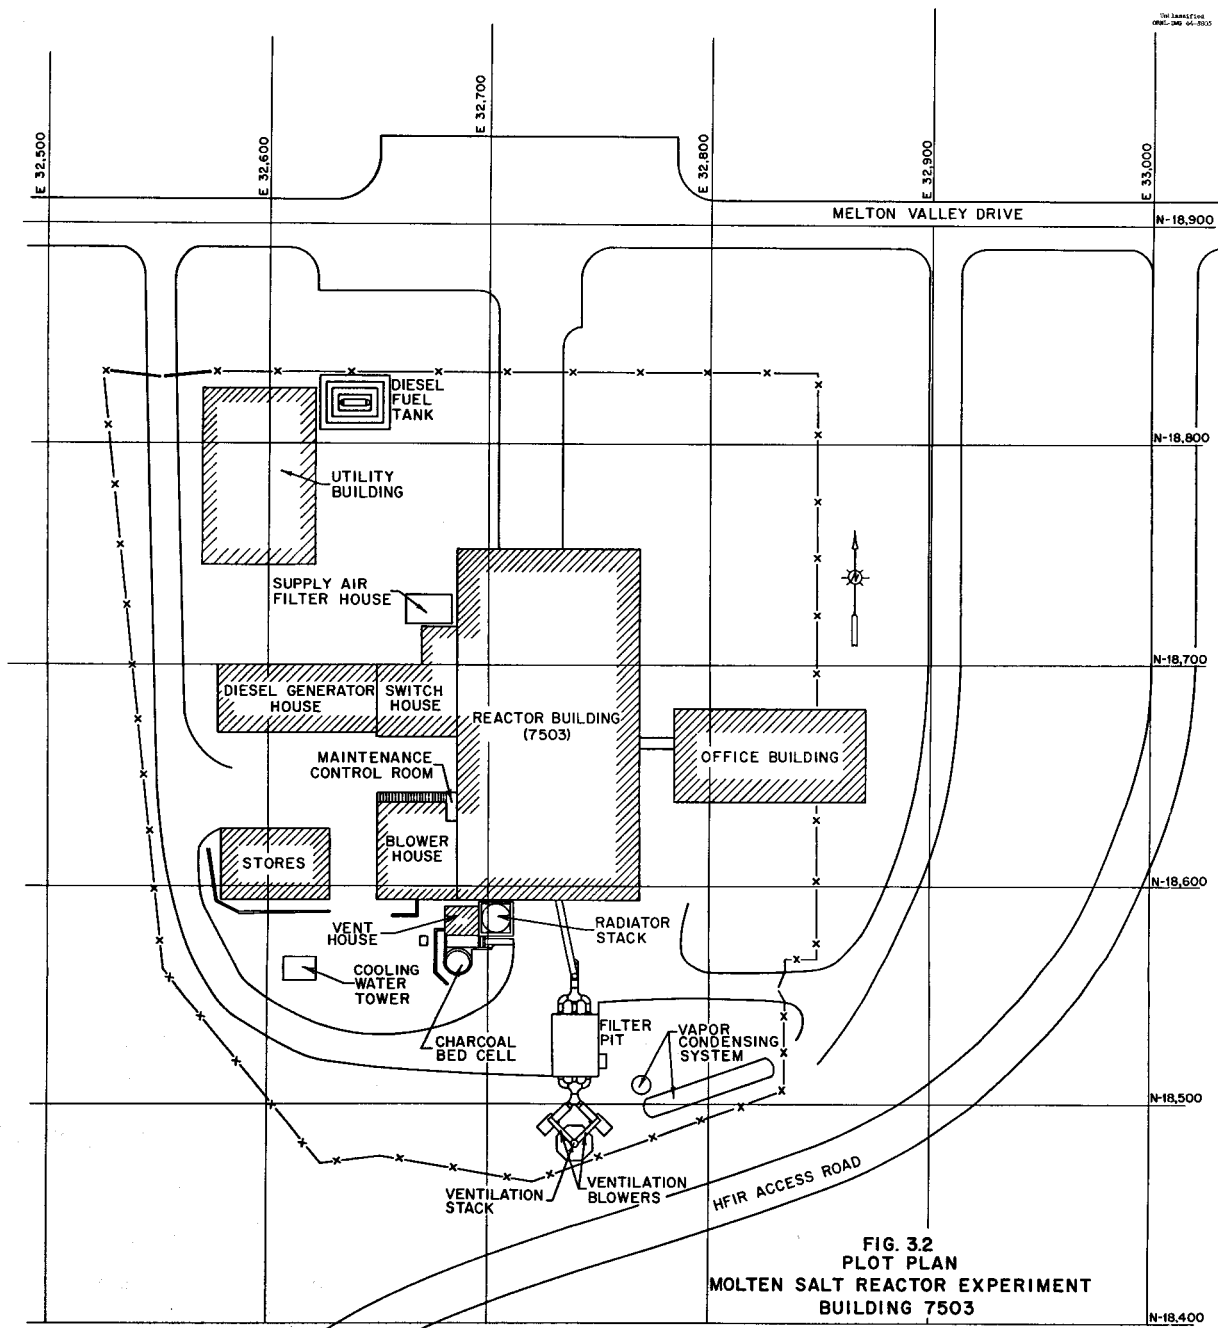 Unclassified
ORNL-DWG 64-
E 32,500
E 32,600
E 32,700
E 32,800
E 32,900
E 33,000
MELTON VALLEY DRIVE
N-18,900
DIESEL
FUEL
TANK
N-18,800
UTILITY
BUILDING
N
SUPPLY AIR
FILTER HOUSE
N-18,700
DIESEL GENERATOR
HOUSE
SWITCH
HOUSE
REACTOR BUILDING
(7503)
OFFICE BUILDING
MAINTENANCE
CONTROL ROOM
BLOWER
HOUSE
STORES
N-18,600
VENT
HOUSE
RADIATOR
STACK
COOLING
WATER
TOWER
CHARCOAL
BED CELL
FILTER
PIT
VAPOR
CONDENSING
SYSTEM
N-18,500
VENTILATION
STACK
VENTILATION
BLOWERS
HFIR ACCESS ROAD
FIG. 3.2
PLOT PLAN
MOLTEN SALT REACTOR EXPERIMENT
BUILDING 7503
N-18,400